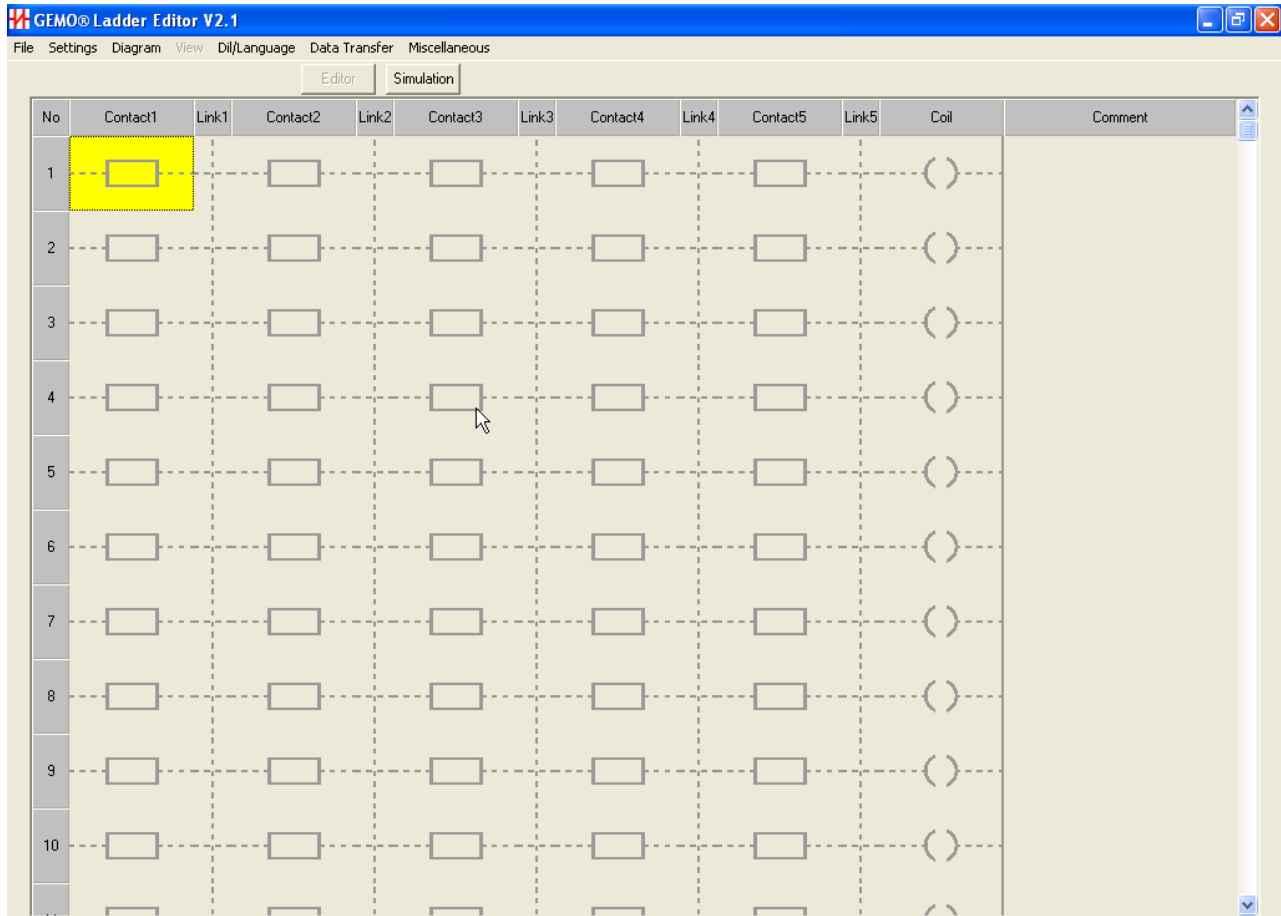 GEMO® Ladder Editor V2.1
File Settings Diagram View Dil/Language Data Transfer Miscellaneous
Editor Simulation
No Contact1 Link1 Contact2 Link2 Contact3 Link3 Contact4 Link4 Contact5 Link5 Coil Comment
1
2
3
4
5
6
7
8
9
10